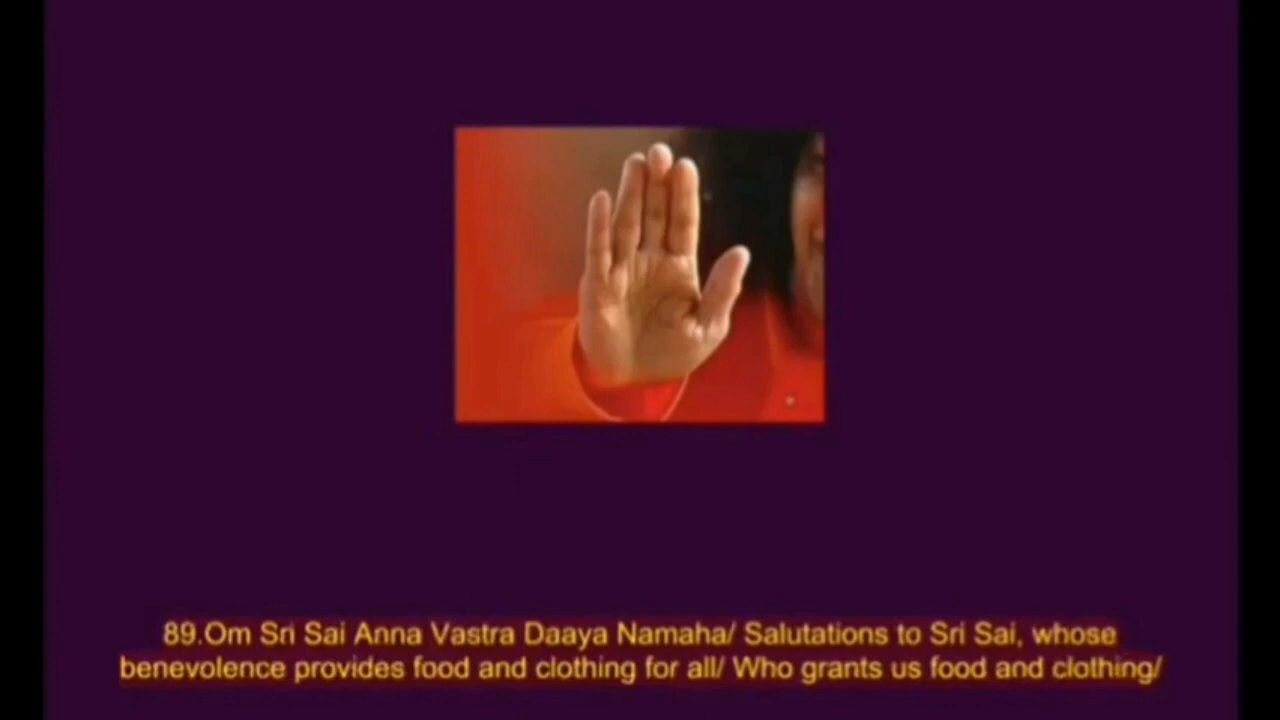 89.Om Sri Sai Anna Vastra Daaya Namaha/ Salutations to Sri Sai, whose
benevolence provides food and clothing for all/ Who grants us food and clothing/